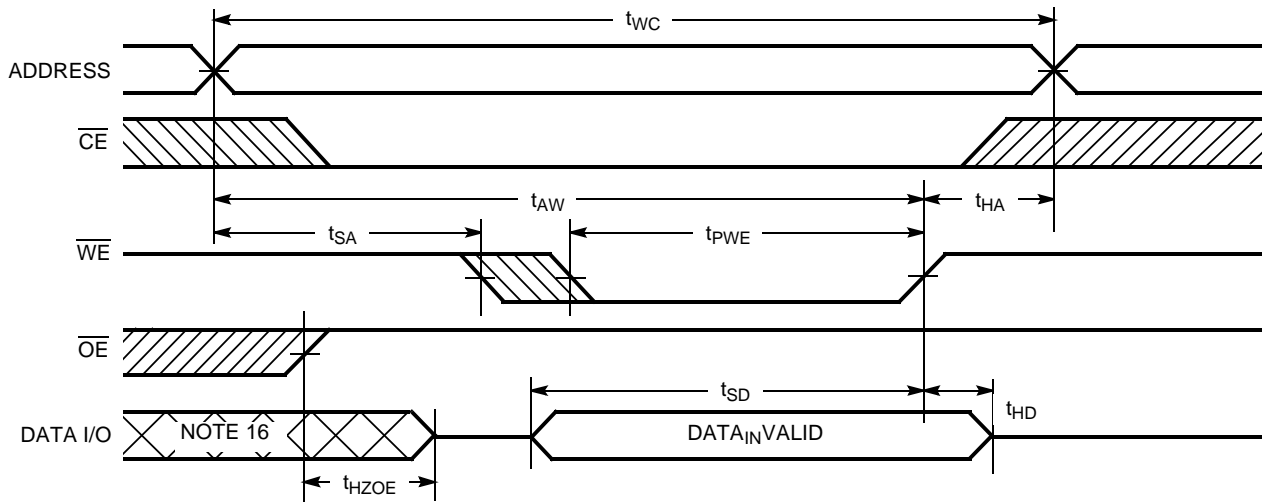 tWC
ADDRESS
CE
tAW
tHA
tSA
tPWE
WE
OE
tSD
tHD
DATA I/O
NOTE 16
DATAINVALID
tHZOE